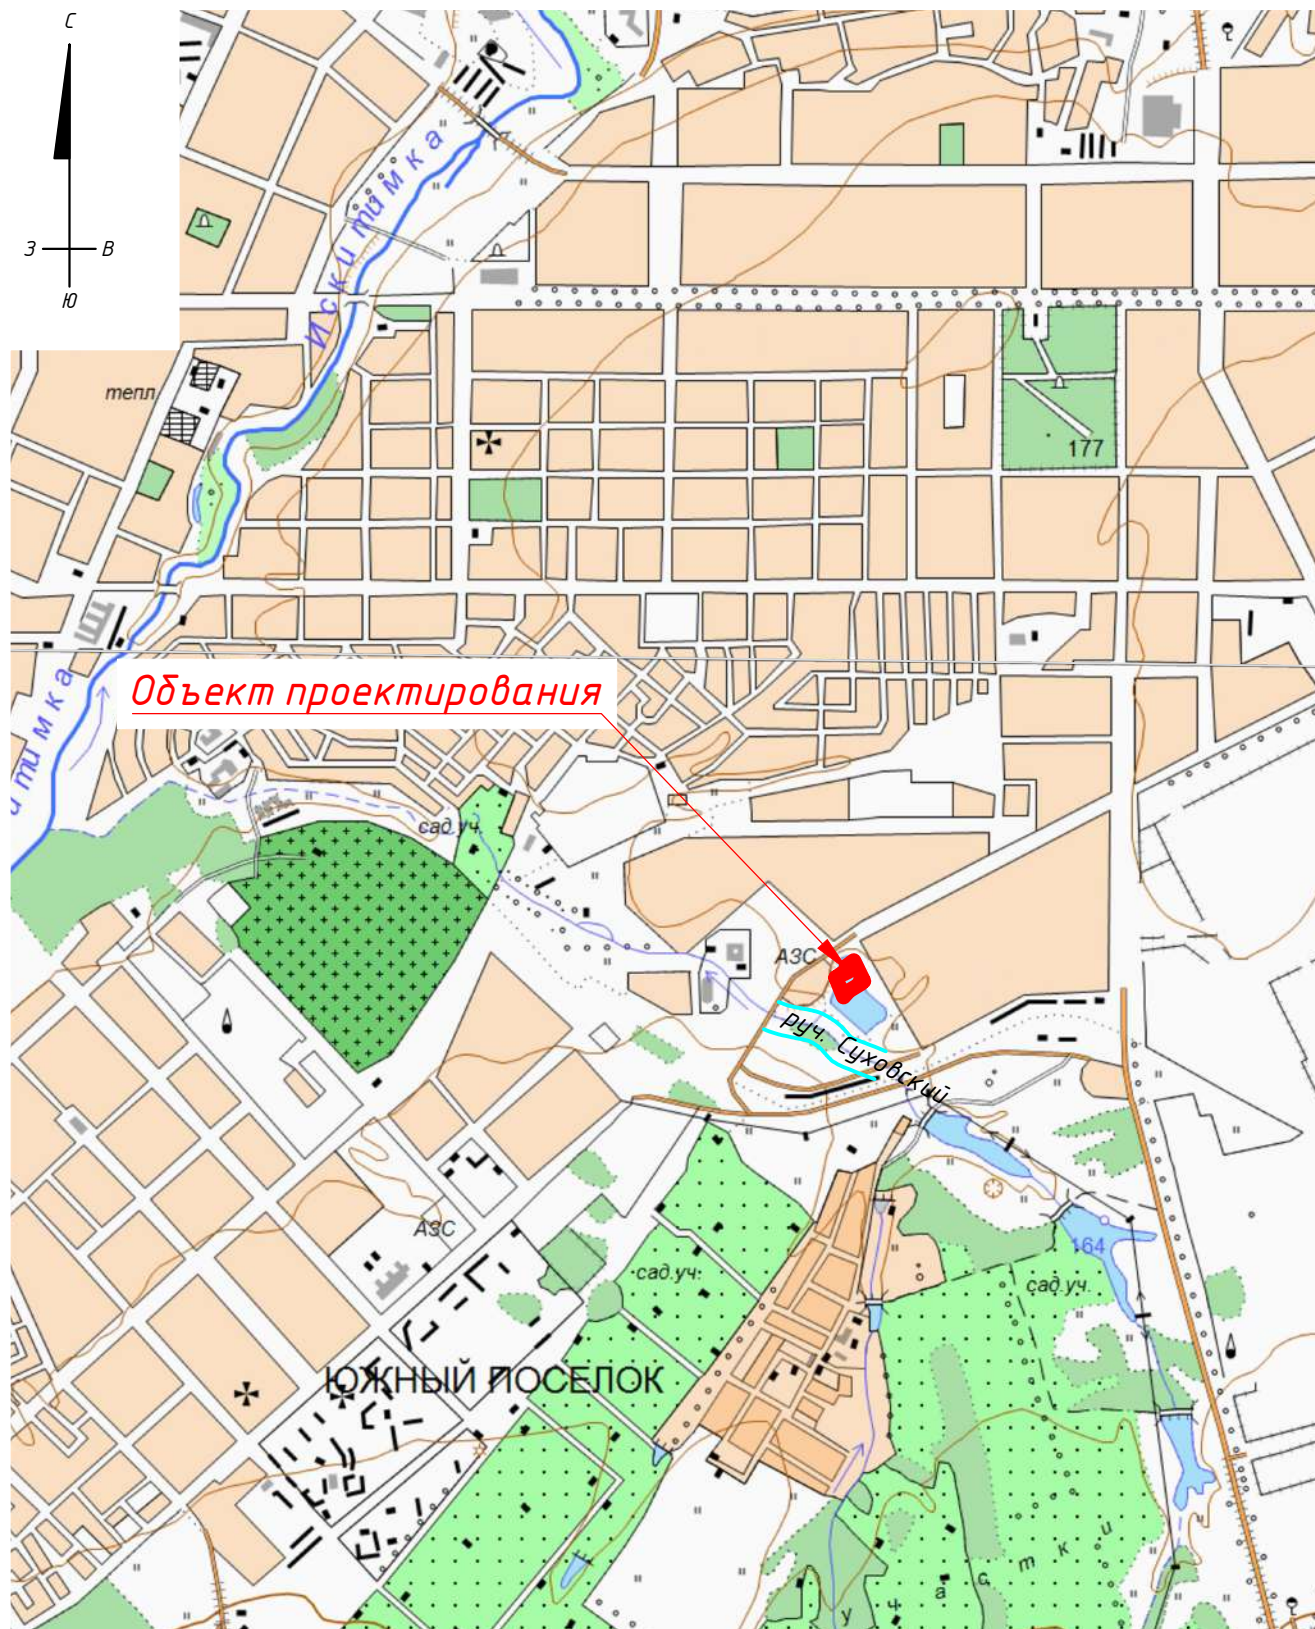 С
З
В
Ю
Искитимка
тепл
177
Объект проектирования
итимка
сад.уч.
АЗС
руч. Суховский
АЗС
164
сад.уч.
сад.уч.
ЮЖНЫЙ ПОСЕЛОК
участки